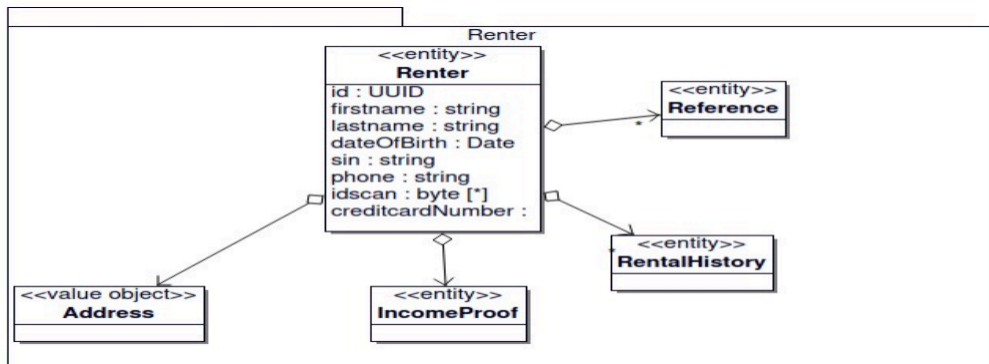 Renter
<<entity>>
Renter
id : UUID
firstname : string
lastname : string
dateOfBirth : Date
sin : string
phone : string
idscan : byte [*]
creditcardNumber :
<<entity>>
Reference
*
<<entity>>
RentalHistory
*
<<value object>>
Address
<<entity>>
IncomeProof